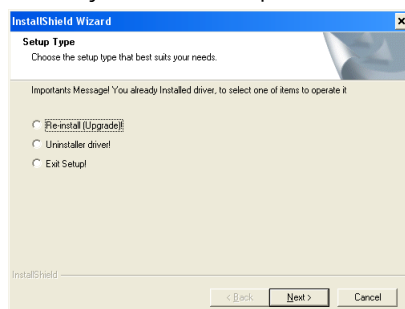 InstallShield Wizard
Setup Type
Choose the setup type that best suits your needs.
Importants Message! You already Installed driver, to select one of items to operate it
Re-install (Upgrade)!
Uninstaller driver!
Exit Setup!
InstallShield
< Back
Next >
Cancel